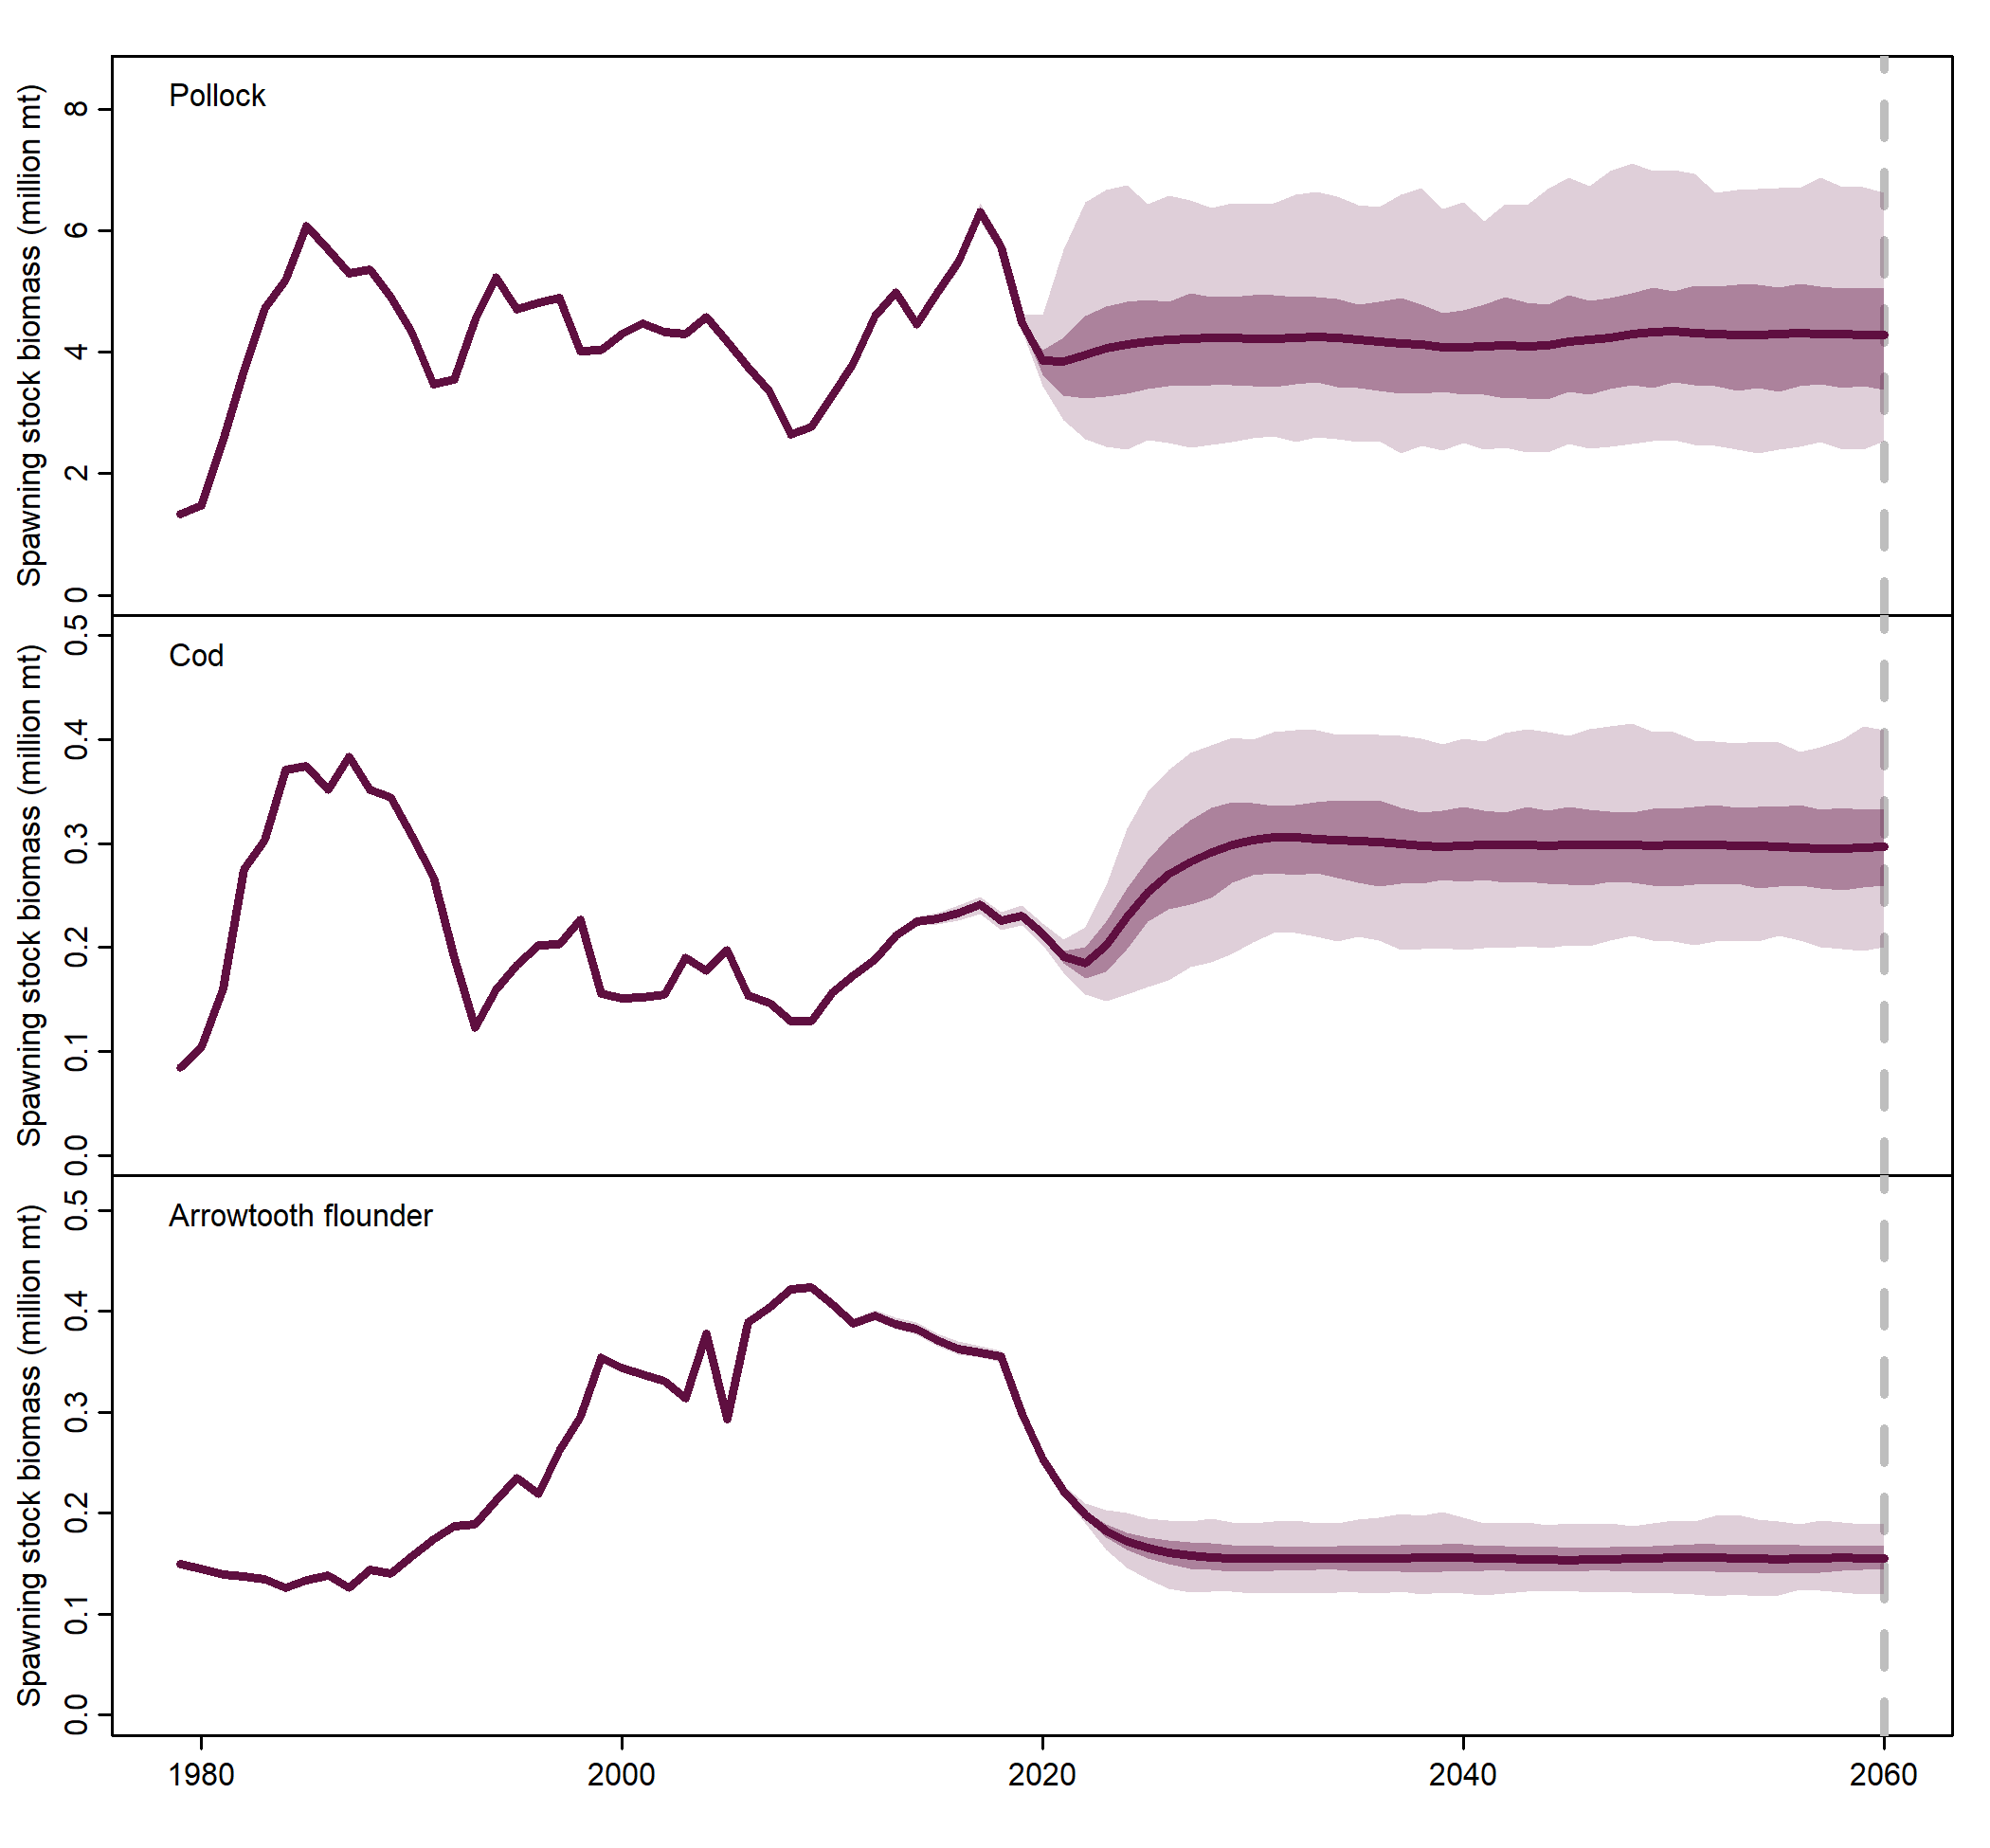 Pollock
Spawning stock biomass (million mt)
8
6
4
2
0
Cod
Spawning stock biomass (million mt)
0.5
0.4
0.3
0.2
0.1
0.0
Arrowtooth flounder
Spawning stock biomass (million mt)
0.5
0.4
0.3
0.2
0.1
0.0
1980 2000 2020 2040 2060